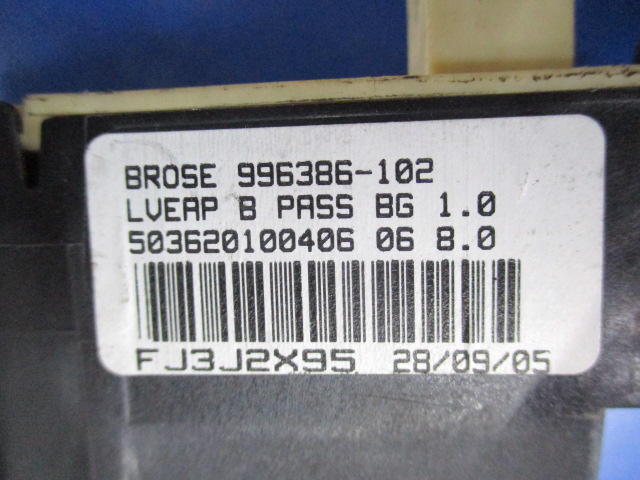 BROSE 996386-102
LVEAP B PASS BG 1.0
503620100406 06 8.0
FJ3J2X95 28/09/05